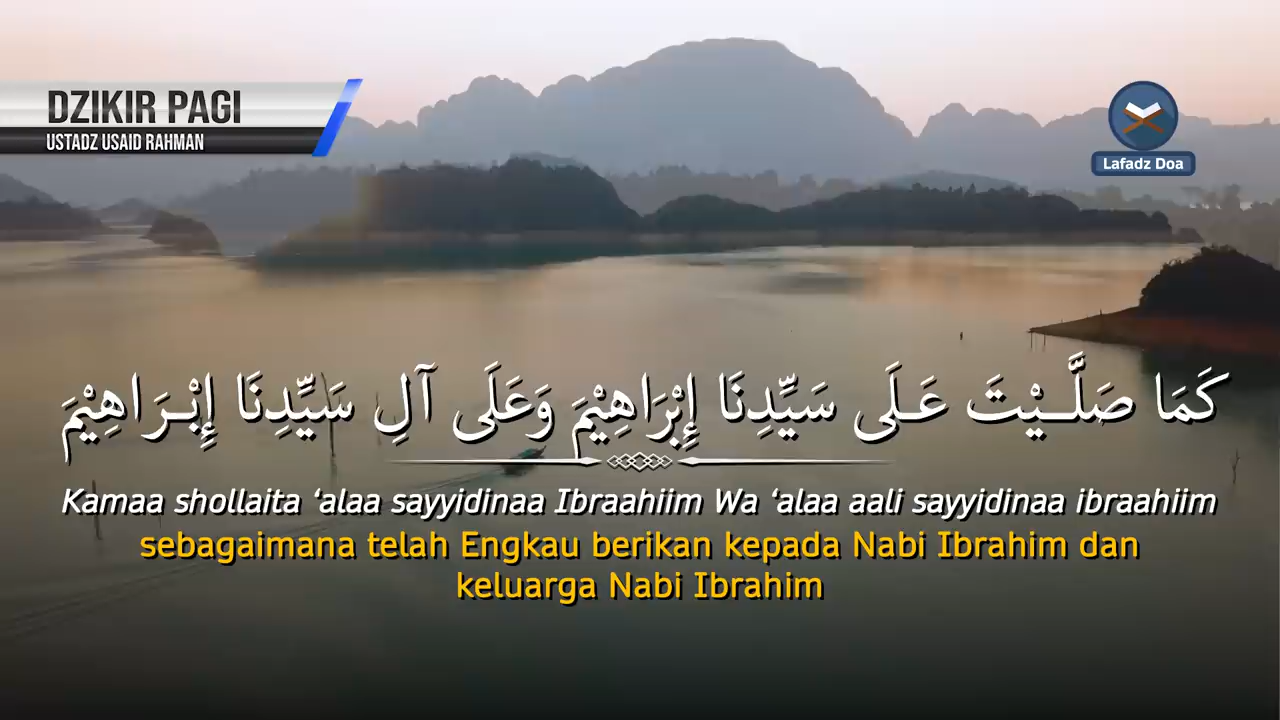 DZIKIR PAGI
USTADZ USAID RAHMAN
Lafadz Doa
كَمَا صَلَّـيْتَ عَـلَى سَيِّدِنَا إِبْرَاهِيْمَ وَعَلَى آلِ سَيِّدِنَا إِبْـرَاهِيْمَ
Kamaa shollaita ‘alaa sayyidinaa Ibraahiim Wa ‘alaa aali sayyidinaa ibraahiim
sebagaimana telah Engkau berikan kepada Nabi Ibrahim dan
keluarga Nabi Ibrahim